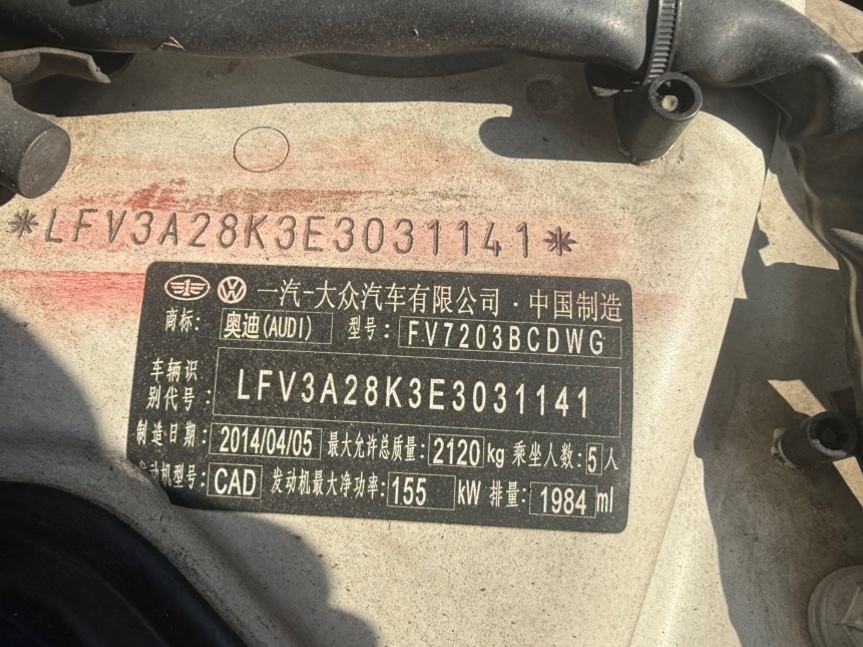 *LFV3A28K3E3031141*
一汽-大众汽车有限公司·中国制造
商标: 奥迪(AUDI) 型号: FV7203BCDWG
车辆识别代号: LFV3A28K3E3031141
制造日期: 2014/04/05 最大允许总质量: 2120 kg 乘坐人数: 5 人
发动机型号: CAD 发动机最大净功率: 155 kW 排量: 1984 ml